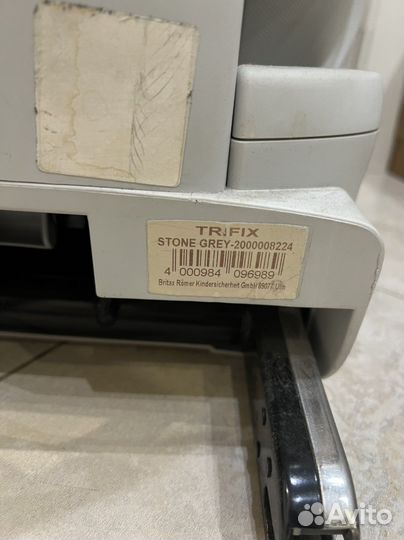 TRIFIX
STONE GREY-2000008224
4 000984 096989
Britax Römer Kindersicherheit GmbH 89077 Ulm
Avito